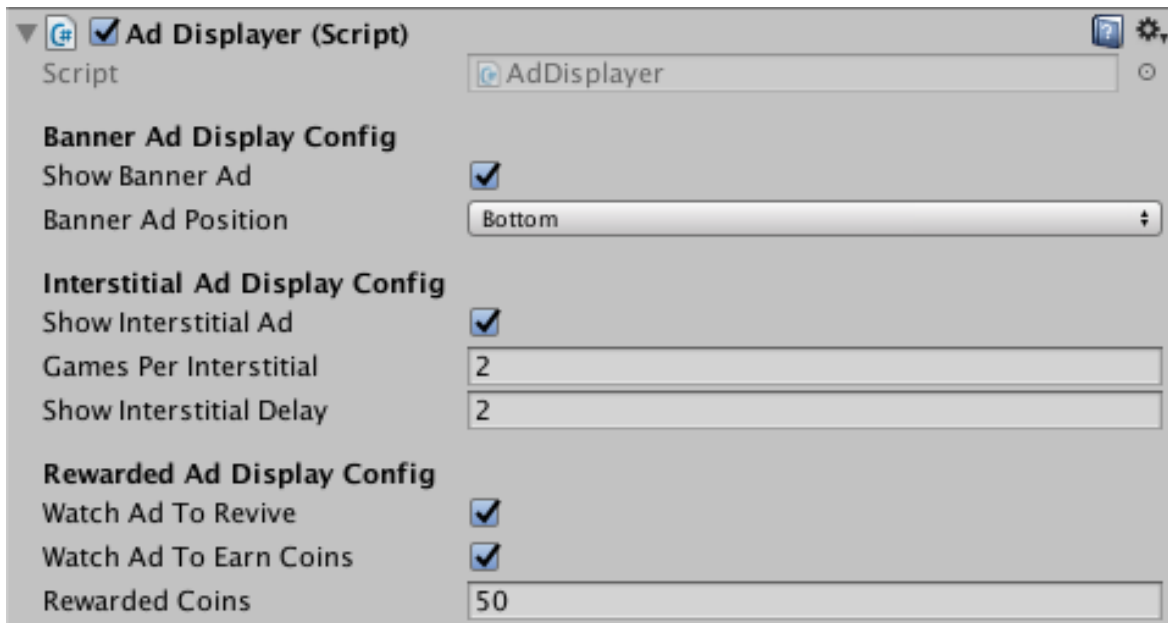 Ad Displayer (Script)
Script AdDisplayer
Banner Ad Display Config
Show Banner Ad
Banner Ad Position Bottom
Interstitial Ad Display Config
Show Interstitial Ad
Games Per Interstitial 2
Show Interstitial Delay 2
Rewarded Ad Display Config
Watch Ad To Revive
Watch Ad To Earn Coins
Rewarded Coins 50